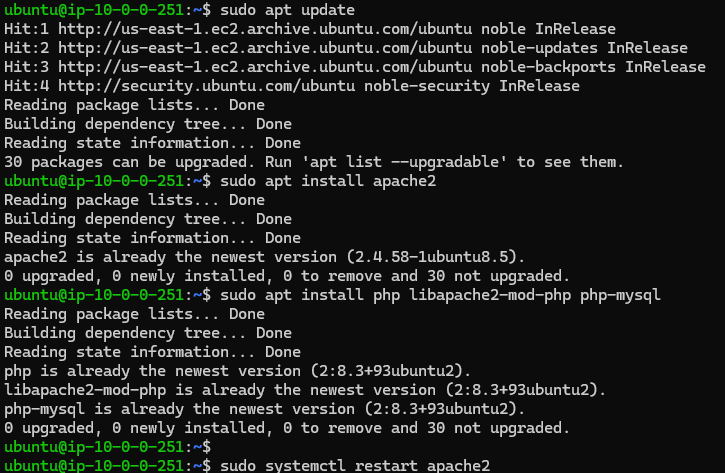 ubuntu@ip-10-0-0-251:~$ sudo apt update
Hit:1 http://us-east-1.ec2.archive.ubuntu.com/ubuntu noble InRelease
Hit:2 http://us-east-1.ec2.archive.ubuntu.com/ubuntu noble-updates InRelease
Hit:3 http://us-east-1.ec2.archive.ubuntu.com/ubuntu noble-backports InRelease
Hit:4 http://security.ubuntu.com/ubuntu noble-security InRelease
Reading package lists... Done
Building dependency tree... Done
Reading state information... Done
30 packages can be upgraded. Run 'apt list --upgradable' to see them.
ubuntu@ip-10-0-0-251:~$ sudo apt install apache2
Reading package lists... Done
Building dependency tree... Done
Reading state information... Done
apache2 is already the newest version (2.4.58-1ubuntu8.5).
0 upgraded, 0 newly installed, 0 to remove and 30 not upgraded.
ubuntu@ip-10-0-0-251:~$ sudo apt install php libapache2-mod-php php-mysql
Reading package lists... Done
Building dependency tree... Done
Reading state information... Done
php is already the newest version (2:8.3+93ubuntu2).
libapache2-mod-php is already the newest version (2:8.3+93ubuntu2).
php-mysql is already the newest version (2:8.3+93ubuntu2).
0 upgraded, 0 newly installed, 0 to remove and 30 not upgraded.
ubuntu@ip-10-0-0-251:~$
ubuntu@ip-10-0-0-251:~$ sudo systemctl restart apache2